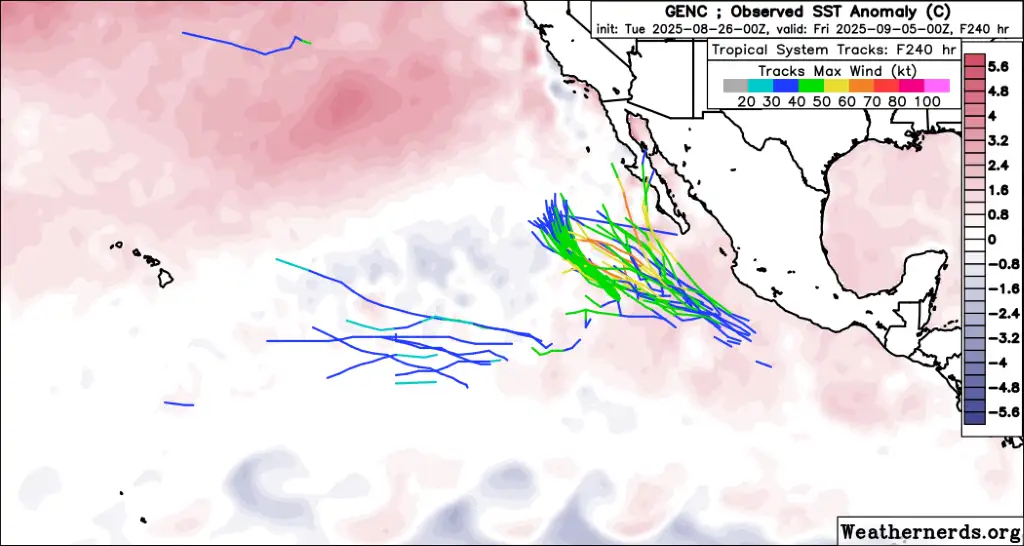 GENC ; Observed SST Anomaly (C)
init: Tue 2025-08-26-00Z, valid: Fri 2025-09-05-00Z, F240 hr
Tropical System Tracks: F240 hr
Tracks Max Wind (kt)
20 30 40 50 60 70 80 100
5.6
4.8
4
3.2
2.4
1.6
0.8
0
-0.8
-1.6
-2.4
-3.2
-4
-4.8
-5.6
Weathernerds.org